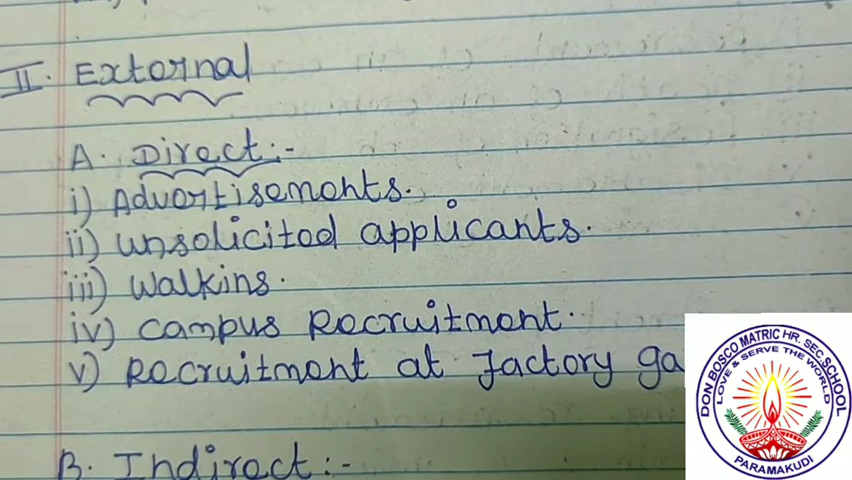 II. External
A. Direct:-
i) Advertisements.
ii) unsolicited applicants.
iii) Walkins.
iv) Campus Recruitment.
v) Recruitment at factory ga
B. Indirect:-
DON BOSCO MATRIC HR. SEC. SCHOOL
LOVE & SERVE THE WORLD
PARAMAKUDI